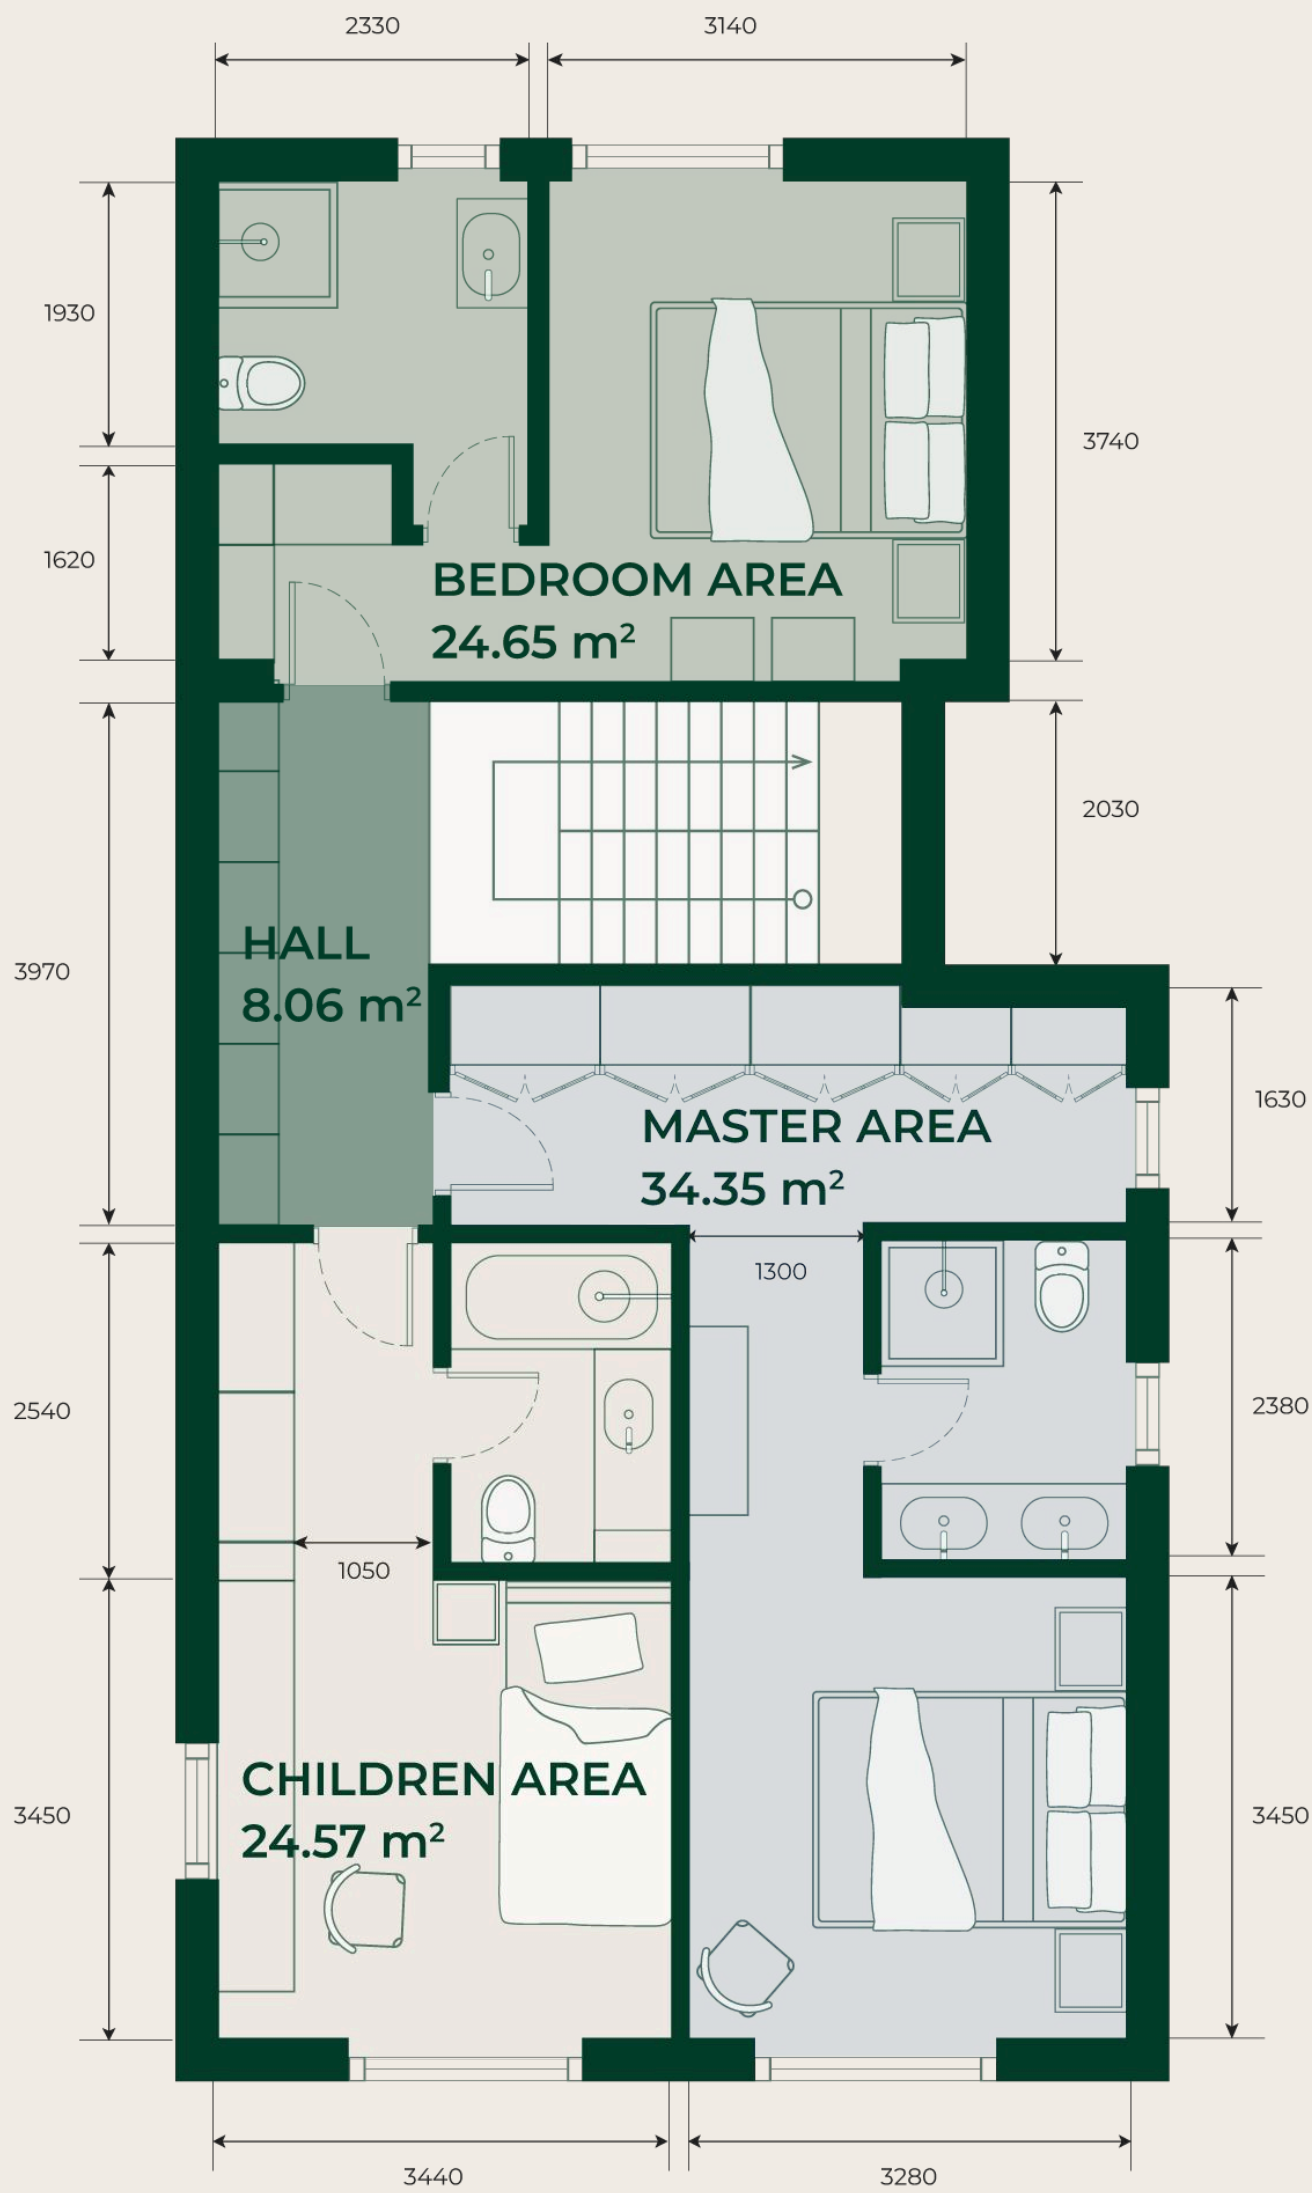 2330
3140
1930
3740
1620
BEDROOM AREA
24.65 m²
2030
HALL
8.06 m²
3970
1630
MASTER AREA
34.35 m²
1300
2540
2380
1050
CHILDREN AREA
24.57 m²
3450
3450
3440
3280